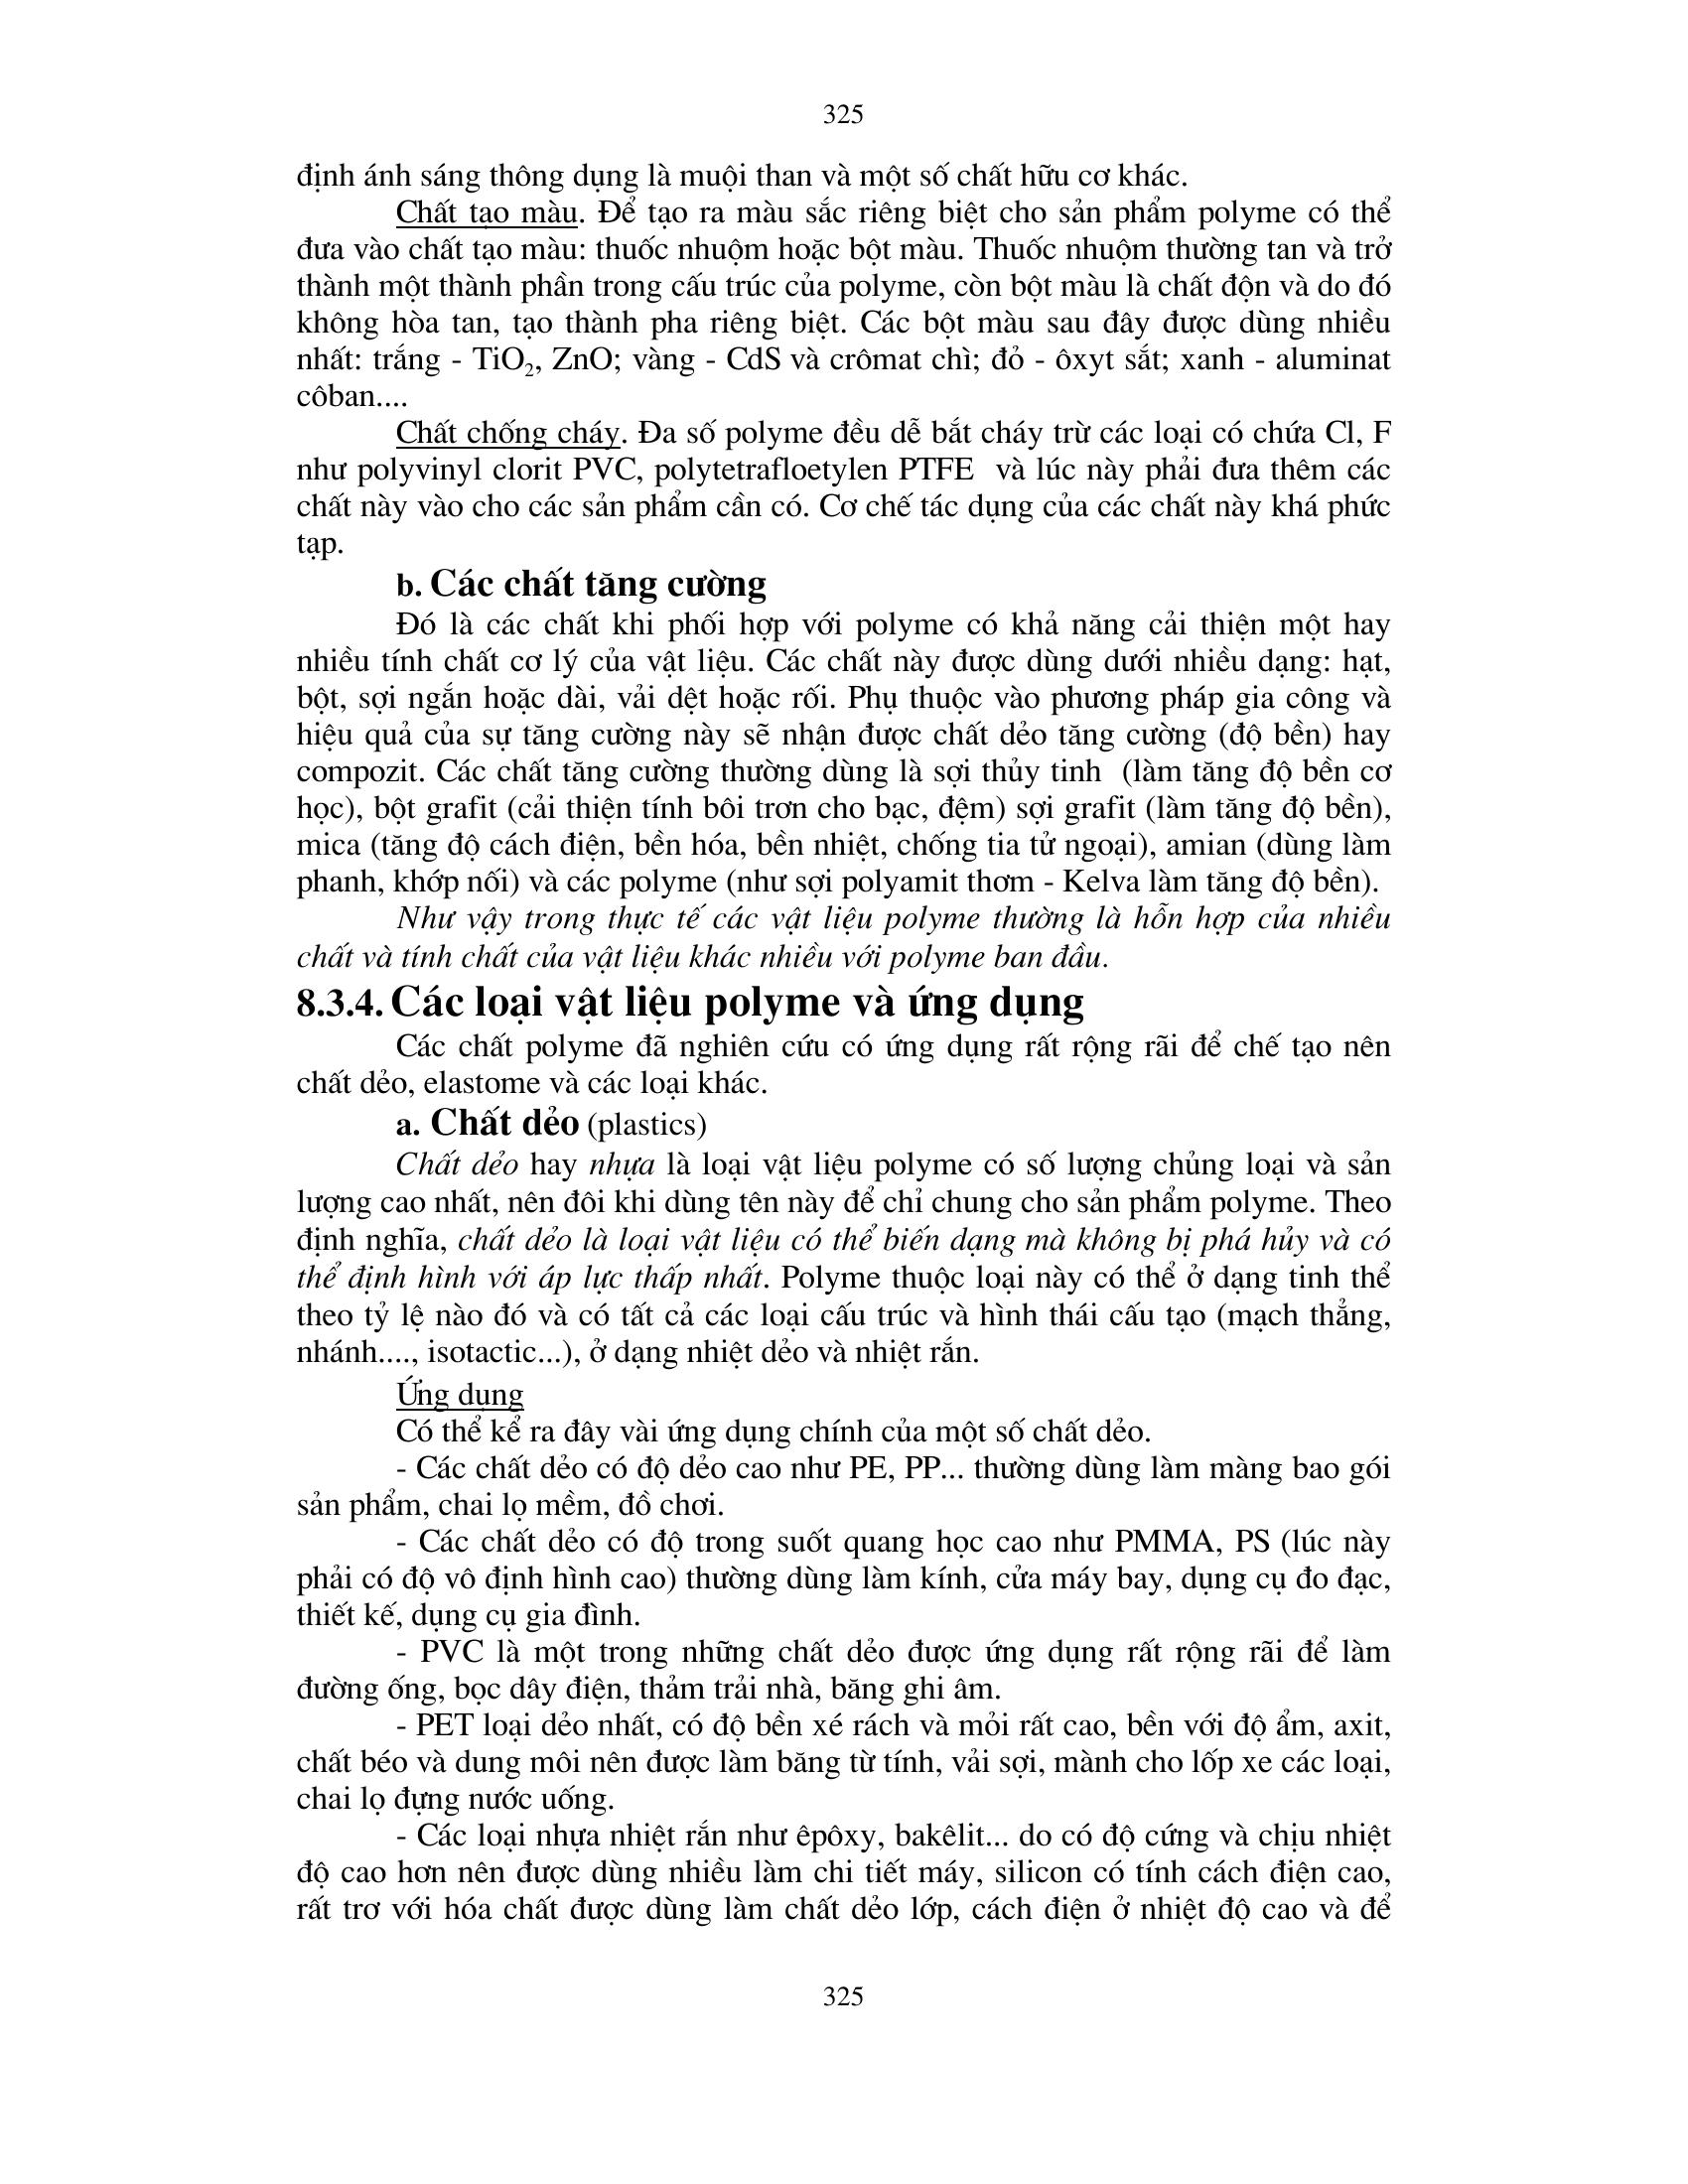 325
định ánh sáng thông dụng là muội than và một số chất hữu cơ khác.
Chất tạo màu. Để tạo ra màu sắc riêng biệt cho sản phẩm polyme có thể
đưa vào chất tạo màu: thuốc nhuộm hoặc bột màu. Thuốc nhuộm thường tan và trở
thành một thành phần trong cấu trúc của polyme, còn bột màu là chất độn và do đó
không hòa tan, tạo thành pha riêng biệt. Các bột màu sau đây được dùng nhiều
nhất: trắng - TiO₂, ZnO; vàng - CdS và crômat chì; đỏ - ôxyt sắt; xanh - aluminat
côban....
Chất chống cháy. Đa số polyme đều dễ bắt cháy trừ các loại có chứa Cl, F
như polyvinyl clorit PVC, polytetrafloetylen PTFE và lúc này phải đưa thêm các
chất này vào cho các sản phẩm cần có. Cơ chế tác dụng của các chất này khá phức
tạp.
b. Các chất tăng cường
Đó là các chất khi phối hợp với polyme có khả năng cải thiện một hay
nhiều tính chất cơ lý của vật liệu. Các chất này được dùng dưới nhiều dạng: hạt,
bột, sợi ngắn hoặc dài, vải dệt hoặc rối. Phụ thuộc vào phương pháp gia công và
hiệu quả của sự tăng cường này sẽ nhận được chất dẻo tăng cường (độ bền) hay
compozit. Các chất tăng cường thường dùng là sợi thủy tinh (làm tăng độ bền cơ
học), bột grafit (cải thiện tính bôi trơn cho bạc, đệm) sợi grafit (làm tăng độ bền),
mica (tăng độ cách điện, bền hóa, bền nhiệt, chống tia tử ngoại), amian (dùng làm
phanh, khớp nối) và các polyme (như sợi polyamit thơm - Kelva làm tăng độ bền).
Như vậy trong thực tế các vật liệu polyme thường là hỗn hợp của nhiều
chất và tính chất của vật liệu khác nhiều với polyme ban đầu.
8.3.4. Các loại vật liệu polyme và ứng dụng
Các chất polyme đã nghiên cứu có ứng dụng rất rộng rãi để chế tạo nên
chất dẻo, elastome và các loại khác.
a. Chất dẻo (plastics)
Chất dẻo hay nhựa là loại vật liệu polyme có số lượng chủng loại và sản
lượng cao nhất, nên đôi khi dùng tên này để chỉ chung cho sản phẩm polyme. Theo
định nghĩa, chất dẻo là loại vật liệu có thể biến dạng mà không bị phá hủy và có
thể định hình với áp lực thấp nhất. Polyme thuộc loại này có thể ở dạng tinh thể
theo tỷ lệ nào đó và có tất cả các loại cấu trúc và hình thái cấu tạo (mạch thẳng,
nhánh...., isotactic...), ở dạng nhiệt dẻo và nhiệt rắn.
Ứng dụng
Có thể kể ra đây vài ứng dụng chính của một số chất dẻo.
- Các chất dẻo có độ dẻo cao như PE, PP... thường dùng làm màng bao gói
sản phẩm, chai lọ mềm, đồ chơi.
- Các chất dẻo có độ trong suốt quang học cao như PMMA, PS (lúc này
phải có độ vô định hình cao) thường dùng làm kính, cửa máy bay, dụng cụ đo đạc,
thiết kế, dụng cụ gia đình.
- PVC là một trong những chất dẻo được ứng dụng rất rộng rãi để làm
đường ống, bọc dây điện, thảm trải nhà, băng ghi âm.
- PET loại dẻo nhất, có độ bền xé rách và mỏi rất cao, bền với độ ẩm, axit,
chất béo và dung môi nên được làm băng từ tính, vải sợi, mành cho lốp xe các loại,
chai lọ đựng nước uống.
- Các loại nhựa nhiệt rắn như êpôxy, bakêlit... do có độ cứng và chịu nhiệt
độ cao hơn nên được dùng nhiều làm chi tiết máy, silicon có tính cách điện cao,
rất trơ với hóa chất được dùng làm chất dẻo lớp, cách điện ở nhiệt độ cao và để
325